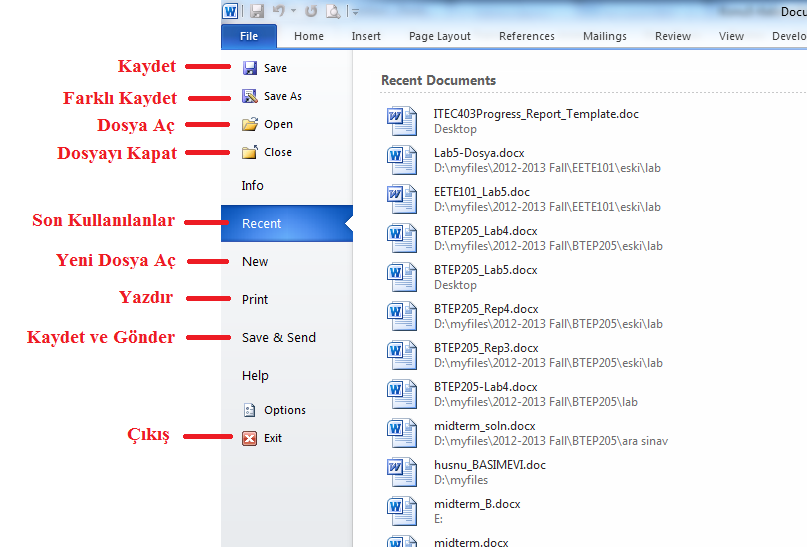 Docu
File Home Insert Page Layout References Mailings Review View Develo
Kaydet
Farklı Kaydet
Dosya Aç
Dosyayı Kapat
Son Kullanılanlar
Yeni Dosya Aç
Yazdır
Kaydet ve Gönder
Çıkış
Save
Save As
Open
Close
Info
Recent
New
Print
Save & Send
Help
Options
Exit
Recent Documents
ITEC403Progress_Report_Template.doc
Desktop
Lab5-Dosya.docx
D:\myfiles\2012-2013 Fall\EETE101\eski\lab
EETE101_Lab5.doc
D:\myfiles\2012-2013 Fall\EETE101\eski\lab
BTEP205_Lab4.docx
D:\myfiles\2012-2013 Fall\BTEP205\eski\lab
BTEP205_Lab5.docx
Desktop
BTEP205_Rep4.docx
D:\myfiles\2012-2013 Fall\BTEP205\eski\lab
BTEP205_Rep3.docx
D:\myfiles\2012-2013 Fall\BTEP205\eski\lab
BTEP205-Lab4.docx
D:\myfiles\2012-2013 Fall\BTEP205\lab
midterm_soln.docx
D:\myfiles\2012-2013 Fall\BTEP205\ara sinav
husnu_BASIMEVI.doc
D:\myfiles
midterm_B.docx
E:
midterm.docx